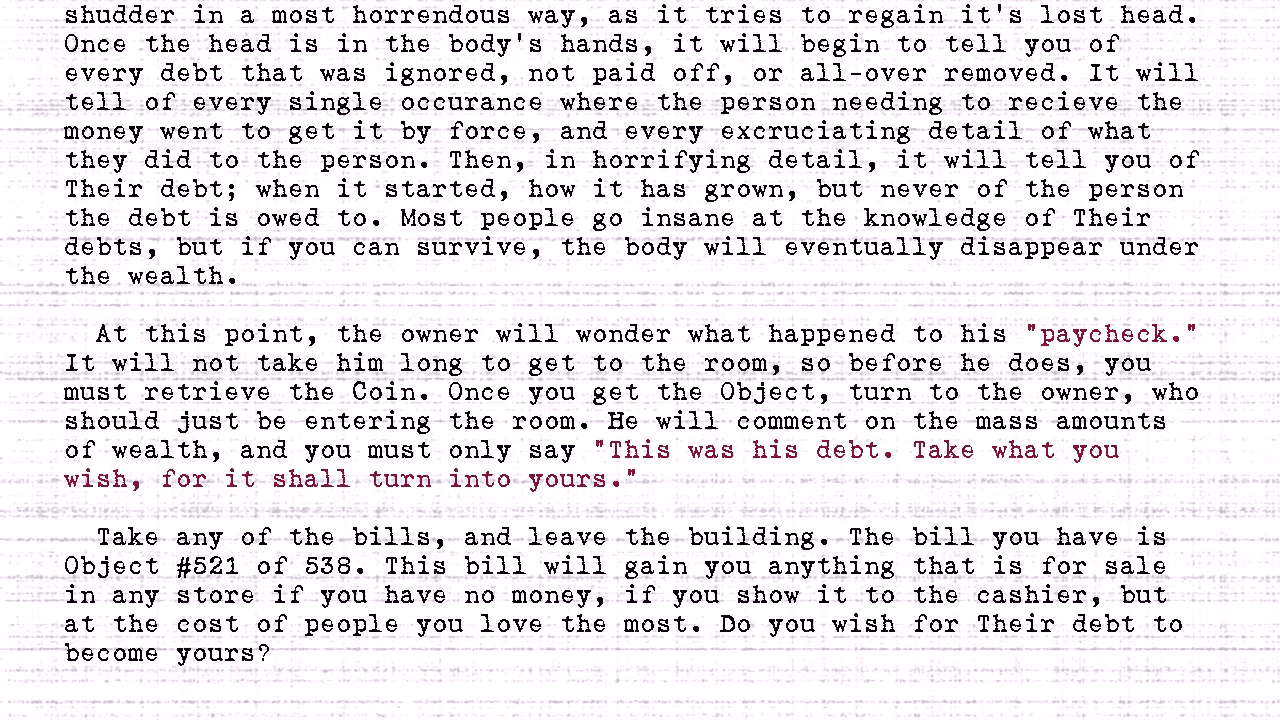 shudder in a most horrendous way, as it tries to regain it's lost head.
Once the head is in the body's hands, it will begin to tell you of
every debt that was ignored, not paid off, or all-over removed. It will
tell of every single occurance where the person needing to recieve the
money went to get it by force, and every excruciating detail of what
they did to the person. Then, in horrifying detail, it will tell you of
Their debt; when it started, how it has grown, but never of the person
the debt is owed to. Most people go insane at the knowledge of Their
debts, but if you can survive, the body will eventually disappear under
the wealth.
At this point, the owner will wonder what happened to his "paycheck."
It will not take him long to get to the room, so before he does, you
must retrieve the Coin. Once you get the Object, turn to the owner, who
should just be entering the room. He will comment on the mass amounts
of wealth, and you must only say "This was his debt. Take what you
wish, for it shall turn into yours."
Take any of the bills, and leave the building. The bill you have is
Object #521 of 538. This bill will gain you anything that is for sale
in any store if you have no money, if you show it to the cashier, but
at the cost of people you love the most. Do you wish for Their debt to
become yours?